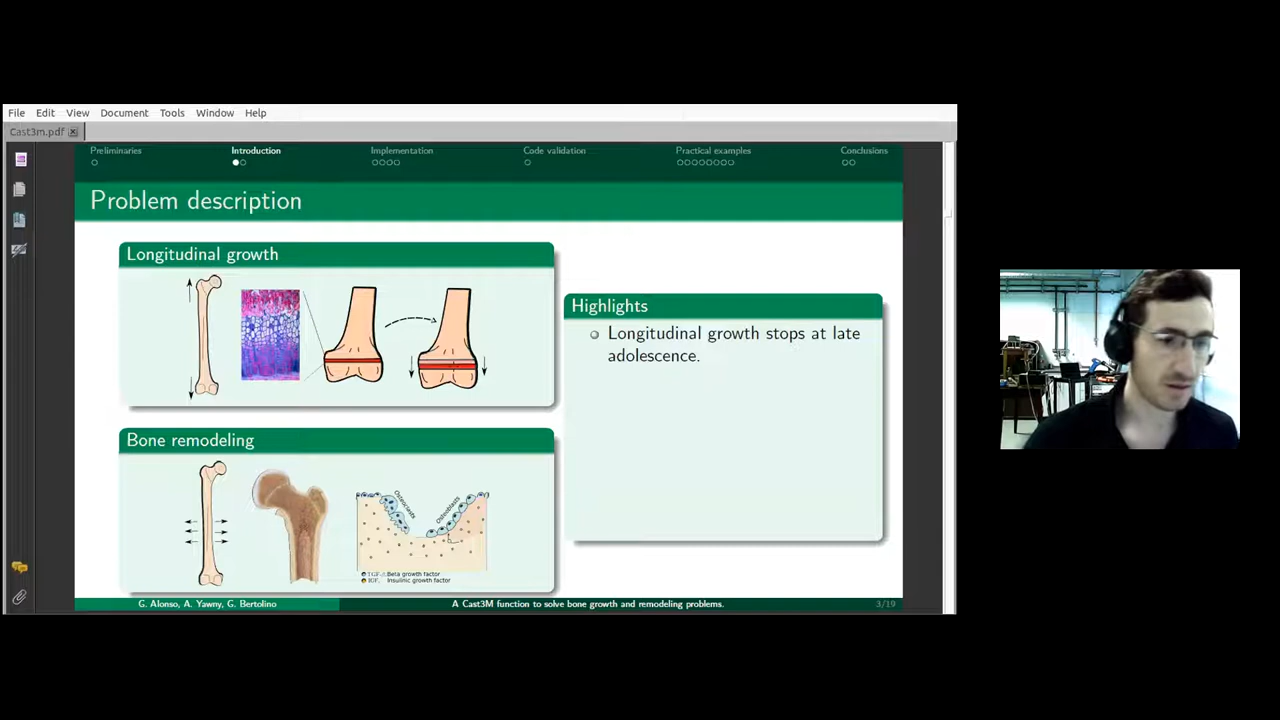 File Edit View Document Tools Window Help
Cast3m.pdf
Preliminaries Introduction Implementation Code validation Practical examples Conclusions
Problem description
Longitudinal growth
Highlights
Longitudinal growth stops at late
adolescence.
Bone remodeling
Osteoclasts
Osteoblasts
Beta growth factor
Insulinic growth factor
G. Alonso, A. Yawny, G. Bertolino A Cast3M function to solve bone growth and remodeling problems. 3/19